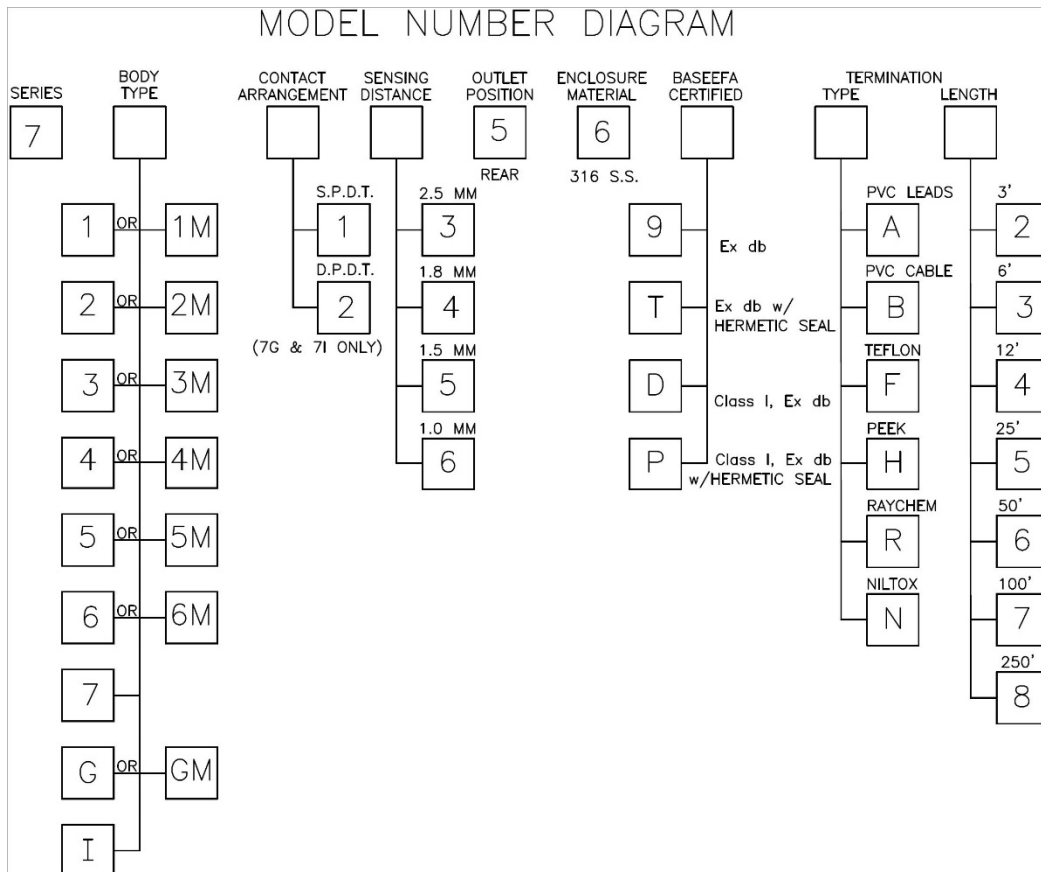 MODEL NUMBER DIAGRAM
SERIES
7
BODY
TYPE
1 OR 1M
2 OR 2M
3 OR 3M
4 OR 4M
5 OR 5M
6 OR 6M
7
G OR GM
I
CONTACT
ARRANGEMENT
S.P.D.T.
1
D.P.D.T.
2
(7G & 7I ONLY)
SENSING
DISTANCE
2.5 MM
3
1.8 MM
4
1.5 MM
5
1.0 MM
6
OUTLET
POSITION
5
REAR
ENCLOSURE
MATERIAL
6
316 S.S.
BASEEFA
CERTIFIED
9
Ex db
T
Ex db w/
HERMETIC SEAL
D
Class I, Ex db
P
Class I, Ex db
w/HERMETIC SEAL
TERMINATION
TYPE
PVC LEADS
A
PVC CABLE
B
TEFLON
F
PEEK
H
RAYCHEM
R
NILTOX
N
LENGTH
3'
2
6'
3
12'
4
25'
5
50'
6
100'
7
250'
8